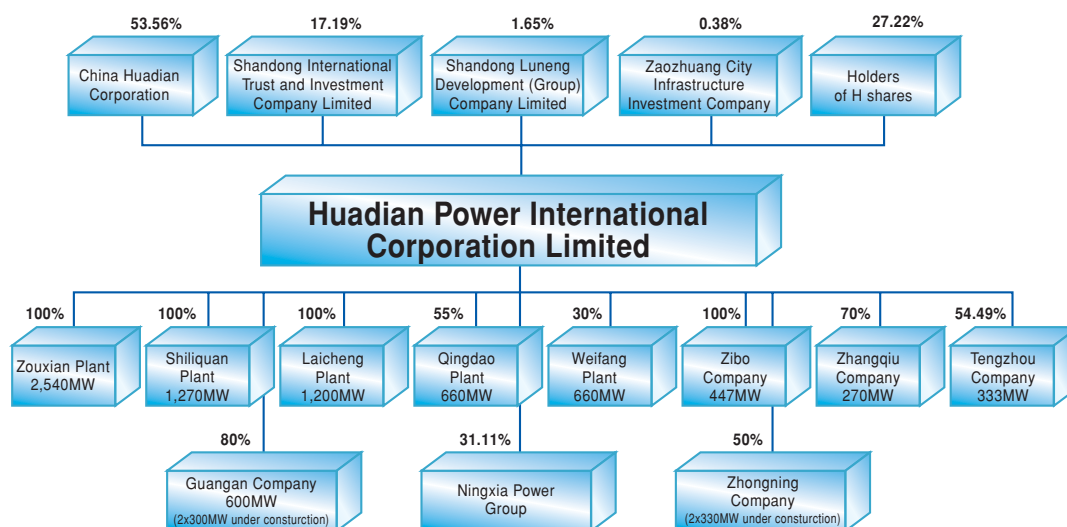 53.56%
17.19%
1.65%
0.38%
27.22%
China Huadian
Corporation
Shandong International
Trust and Investment
Company Limited
Shandong Luneng
Development (Group)
Company Limited
Zaozhuang City
Infrastructure
Investment Company
Holders
of H shares
Huadian Power International
Corporation Limited
100%
100%
100%
55%
30%
100%
70%
54.49%
Zouxian Plant
2,540MW
Shiliquan
Plant
1,270MW
Laicheng
Plant
1,200MW
Qingdao
Plant
660MW
Weifang
Plant
660MW
Zibo
Company
447MW
Zhangqiu
Company
270MW
Tengzhou
Company
333MW
80%
31.11%
50%
Guangan Company
600MW
(2x300MW under consturction)
Ningxia Power
Group
Zhongning
Company
(2x330MW under consturction)